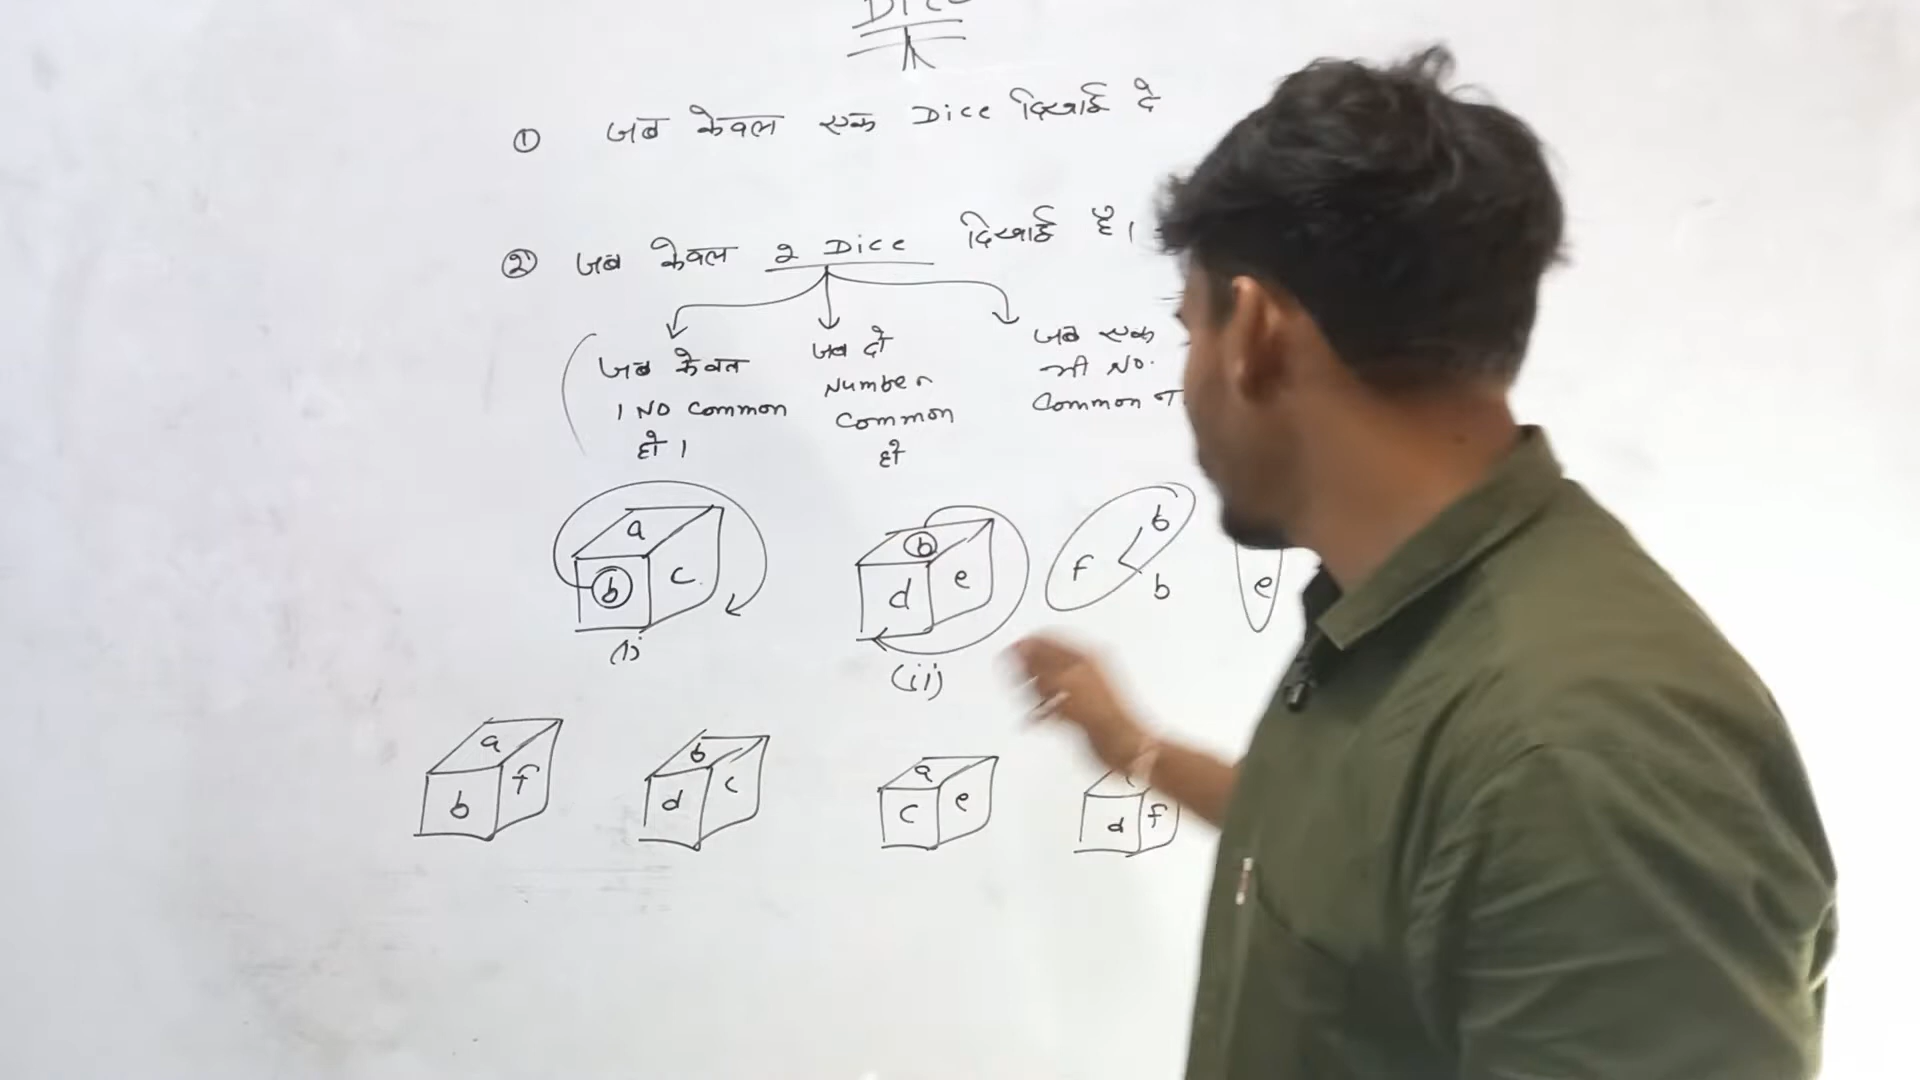 Dice
① जब केवल एक Dice दिखाई दे
② जब केवल 2 Dice दिखाई है।
जब केवल
1 NO Common
हो।
जब दो
Number
Common
हो
जब एक
भी NO.
Common न
a
b c
(i)
b
d e
(ii)
b
f
b
e
a
b f
b
d c
a
c e
d f